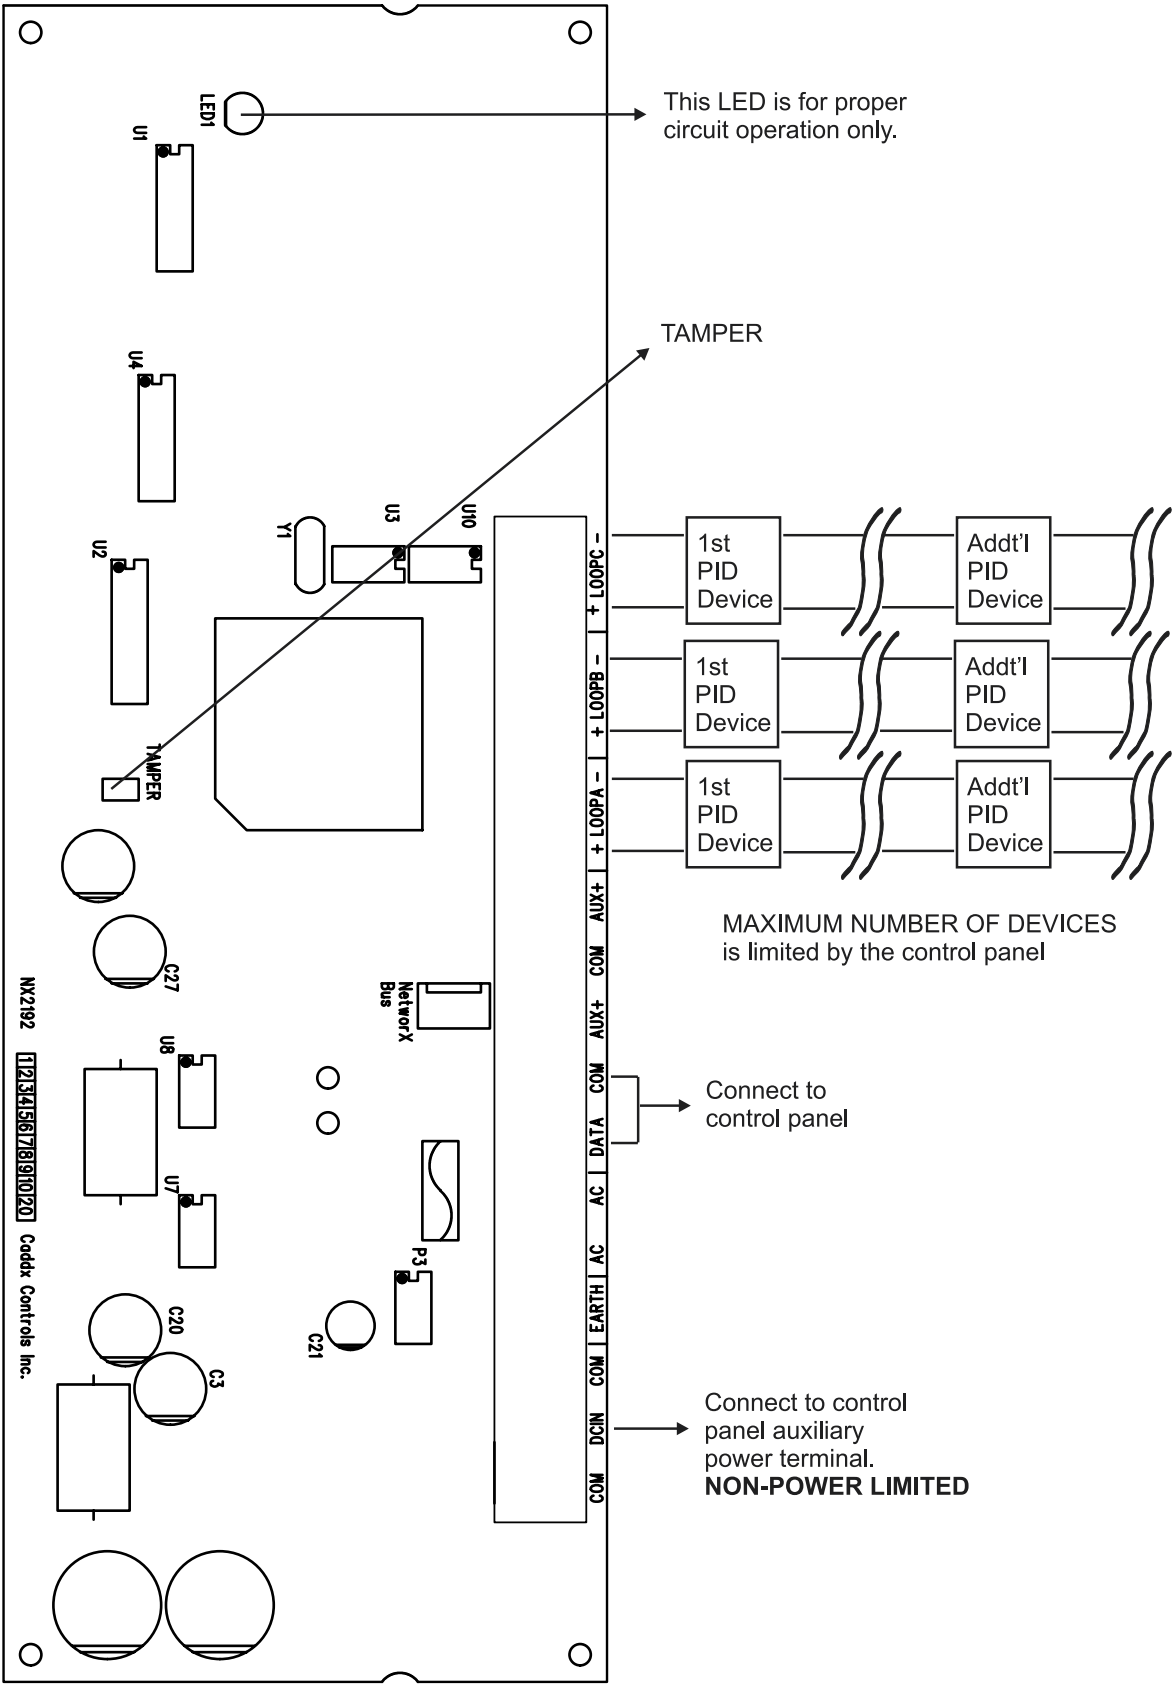 LED1
This LED is for proper
circuit operation only.
U1
TAMPER
U4
Y1
U3
U10
U2
+ LOOPC -
1st
PID
Device
Addt'l
PID
Device
+ LOOPB -
1st
PID
Device
Addt'l
PID
Device
TAMPER
+ LOOPA -
1st
PID
Device
Addt'l
PID
Device
AUX+
MAXIMUM NUMBER OF DEVICES
is limited by the control panel
C27
COM
NetworX
Bus
AUX+
U8
COM
Connect to
control panel
DATA
U7
AC
P3
AC
EARTH
C20
C21
C3
COM
DCIN
Connect to control
panel auxiliary
power terminal.
NON-POWER LIMITED
COM
NX2192 1 2 3 4 5 6 7 8 9 10 20 Caddx Controls Inc.